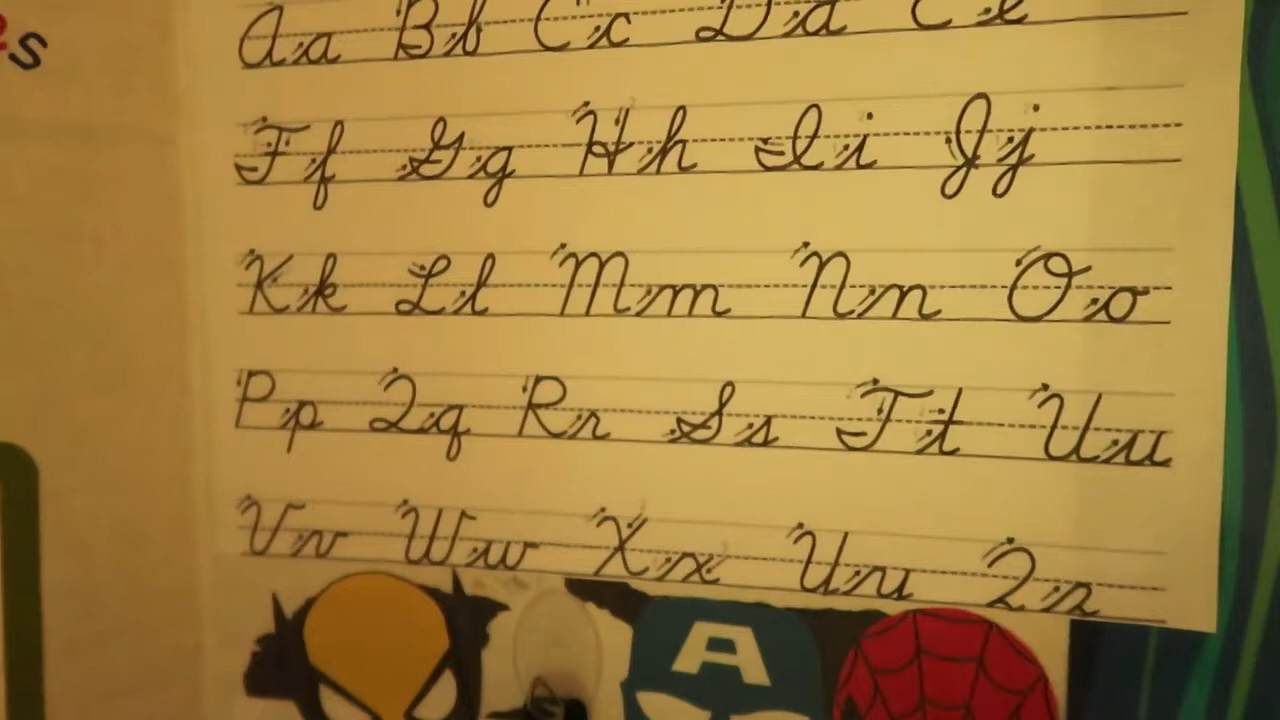 es
Aa Bb Cc Dd Ee
Ff Gg Hh Ii Jj
Kk Ll Mm Nn Oo
Pp Qq Rr Ss Tt Uu
Vv Ww Xx Yy Zz
A